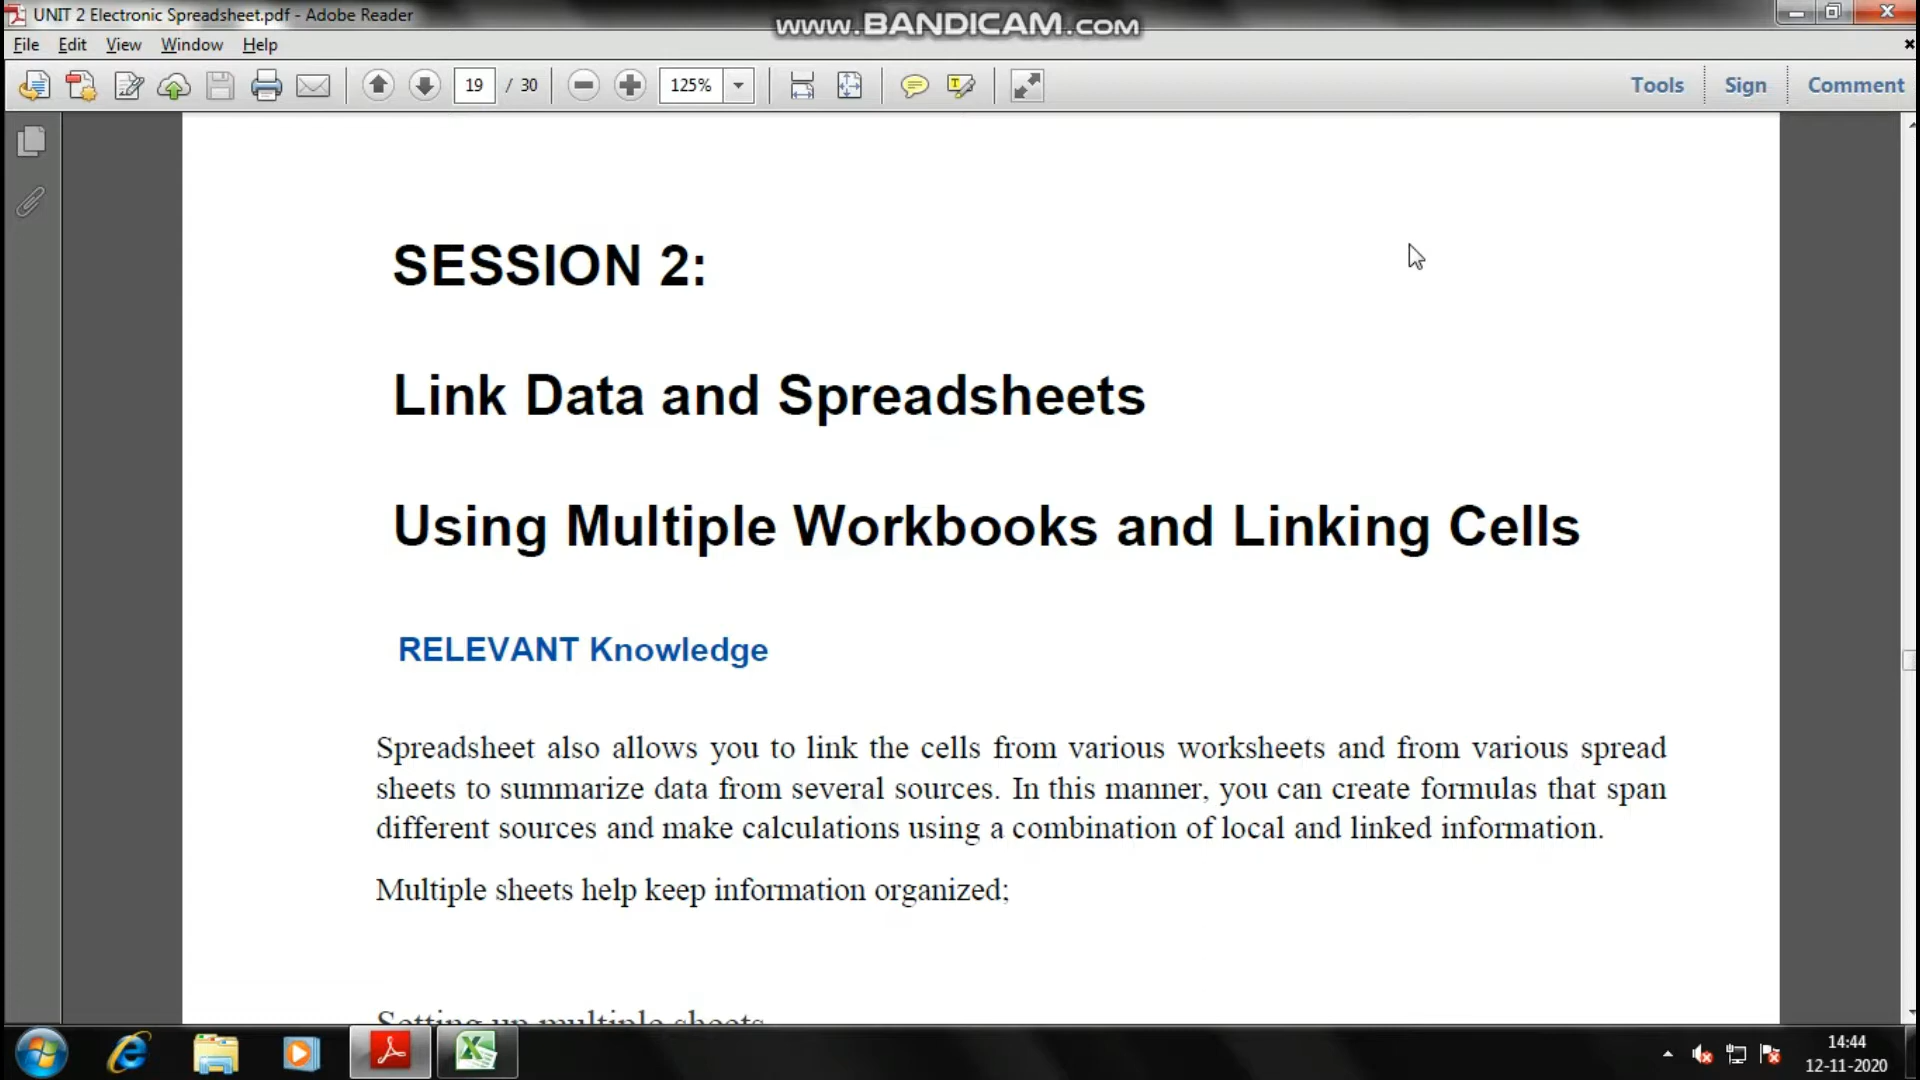 UNIT 2 Electronic Spreadsheet.pdf - Adobe Reader
www.BANDICAM.com
File Edit View Window Help
19 / 30 125% Tools Sign Comment
SESSION 2:
Link Data and Spreadsheets
Using Multiple Workbooks and Linking Cells
RELEVANT Knowledge
Spreadsheet also allows you to link the cells from various worksheets and from various spread
sheets to summarize data from several sources. In this manner, you can create formulas that span
different sources and make calculations using a combination of local and linked information.
Multiple sheets help keep information organized;
Setting up multiple sheets
14:44
12-11-2020